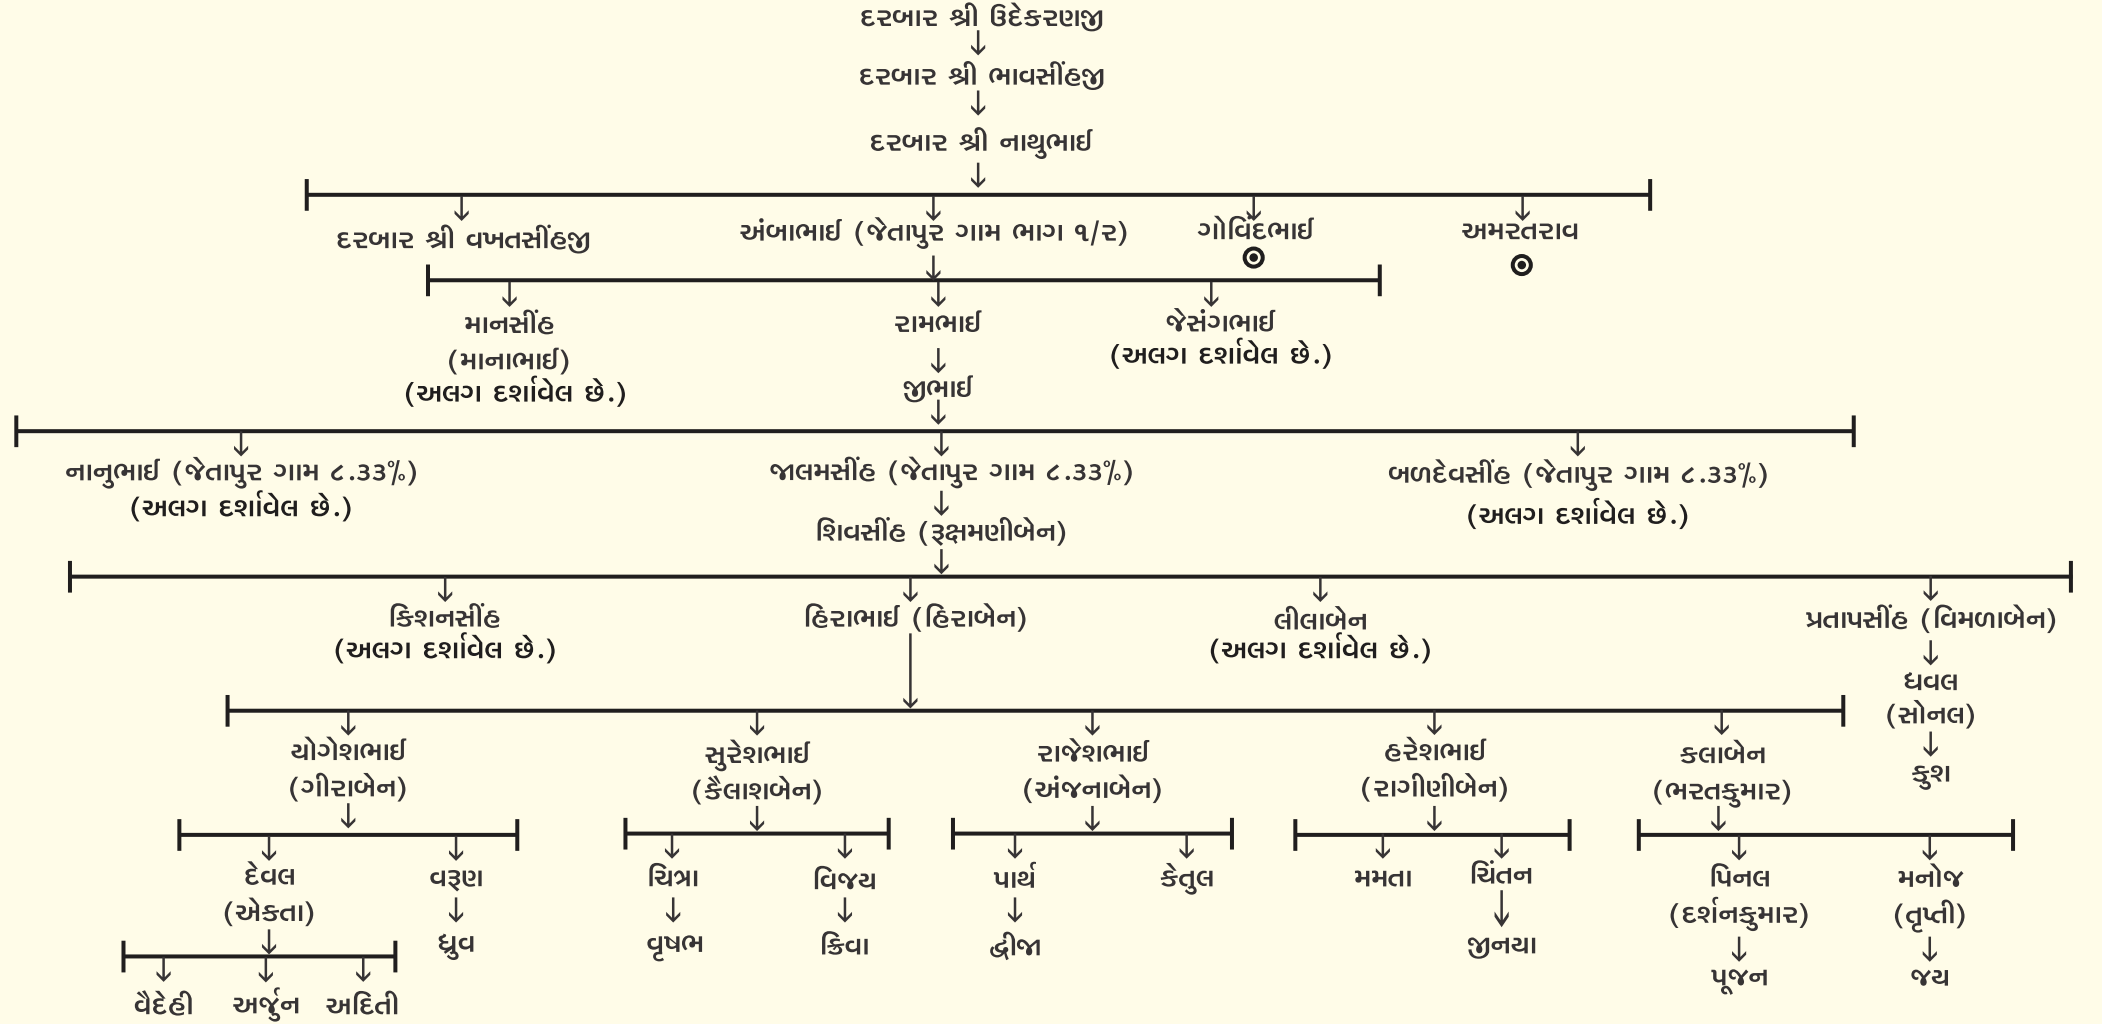 દરબાર શ્રી ઉદેકરણજી
દરબાર શ્રી ભાવસીંહજી
દરબાર શ્રી નાથુભાઈ
દરબાર શ્રી વખતસીંહજી
અંબાભાઈ (જેતાપુર ગામ ભાગ ૧/૨)
ગોવિંદભાઈ
અમરતરાવ
માનસીંહ
(માનાભાઈ)
(અલગ દર્શાવેલ છે.)
રામભાઈ
જેસંગભાઈ
(અલગ દર્શાવેલ છે.)
જીભાઈ
નાનુભાઈ (જેતાપુર ગામ ૮.૩૩%)
(અલગ દર્શાવેલ છે.)
જાલમસીંહ (જેતાપુર ગામ ૮.૩૩%)
બળદેવસીંહ (જેતાપુર ગામ ૮.૩૩%)
(અલગ દર્શાવેલ છે.)
શિવસીંહ (રૂક્ષમણીબેન)
કિશનસીંહ
(અલગ દર્શાવેલ છે.)
હિરાભાઈ (હિરાબેન)
લીલાબેન
(અલગ દર્શાવેલ છે.)
પ્રતાપસીંહ (વિમળાબેન)
ધવલ
(સોનલ)
કુશ
યોગેશભાઈ
(ગીરાબેન)
સુરેશભાઈ
(કૈલાશબેન)
રાજેશભાઈ
(અંજનાબેન)
હરેશભાઈ
(રાગીણીબેન)
કલાબેન
(ભરતકુમાર)
દેવલ
(એકતા)
વરૂણ
ધ્રુવ
ચિત્રા
વૃષભ
વિજય
ક્રિવા
પાર્થ
દ્વીજા
કેતુલ
મમતા
ચિંતન
જીનયા
પિનલ
(દર્શનકુમાર)
પૂજન
મનોજ
(તૃપ્તી)
જય
વૈદેહી
અર્જુન
અદિતી